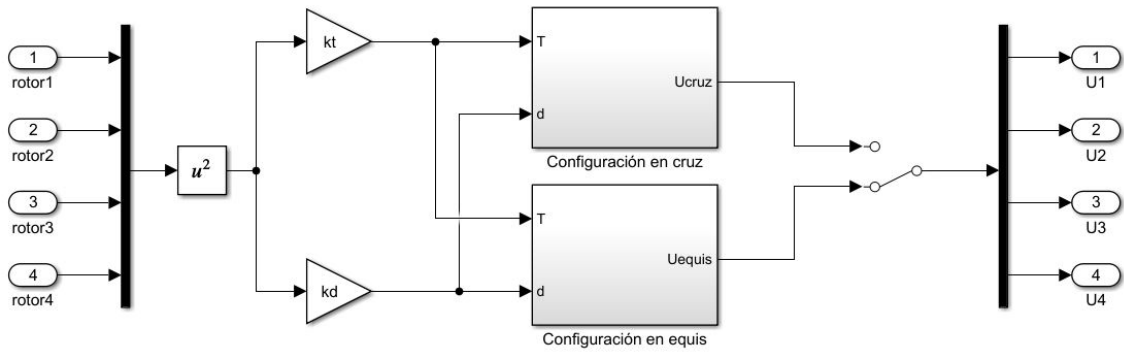 1
rotor1
2
rotor2
3
rotor3
4
rotor4
u²
kt
kd
T
d
Ucruz
Configuración en cruz
T
d
Uequis
Configuración en equis
1
U1
2
U2
3
U3
4
U4